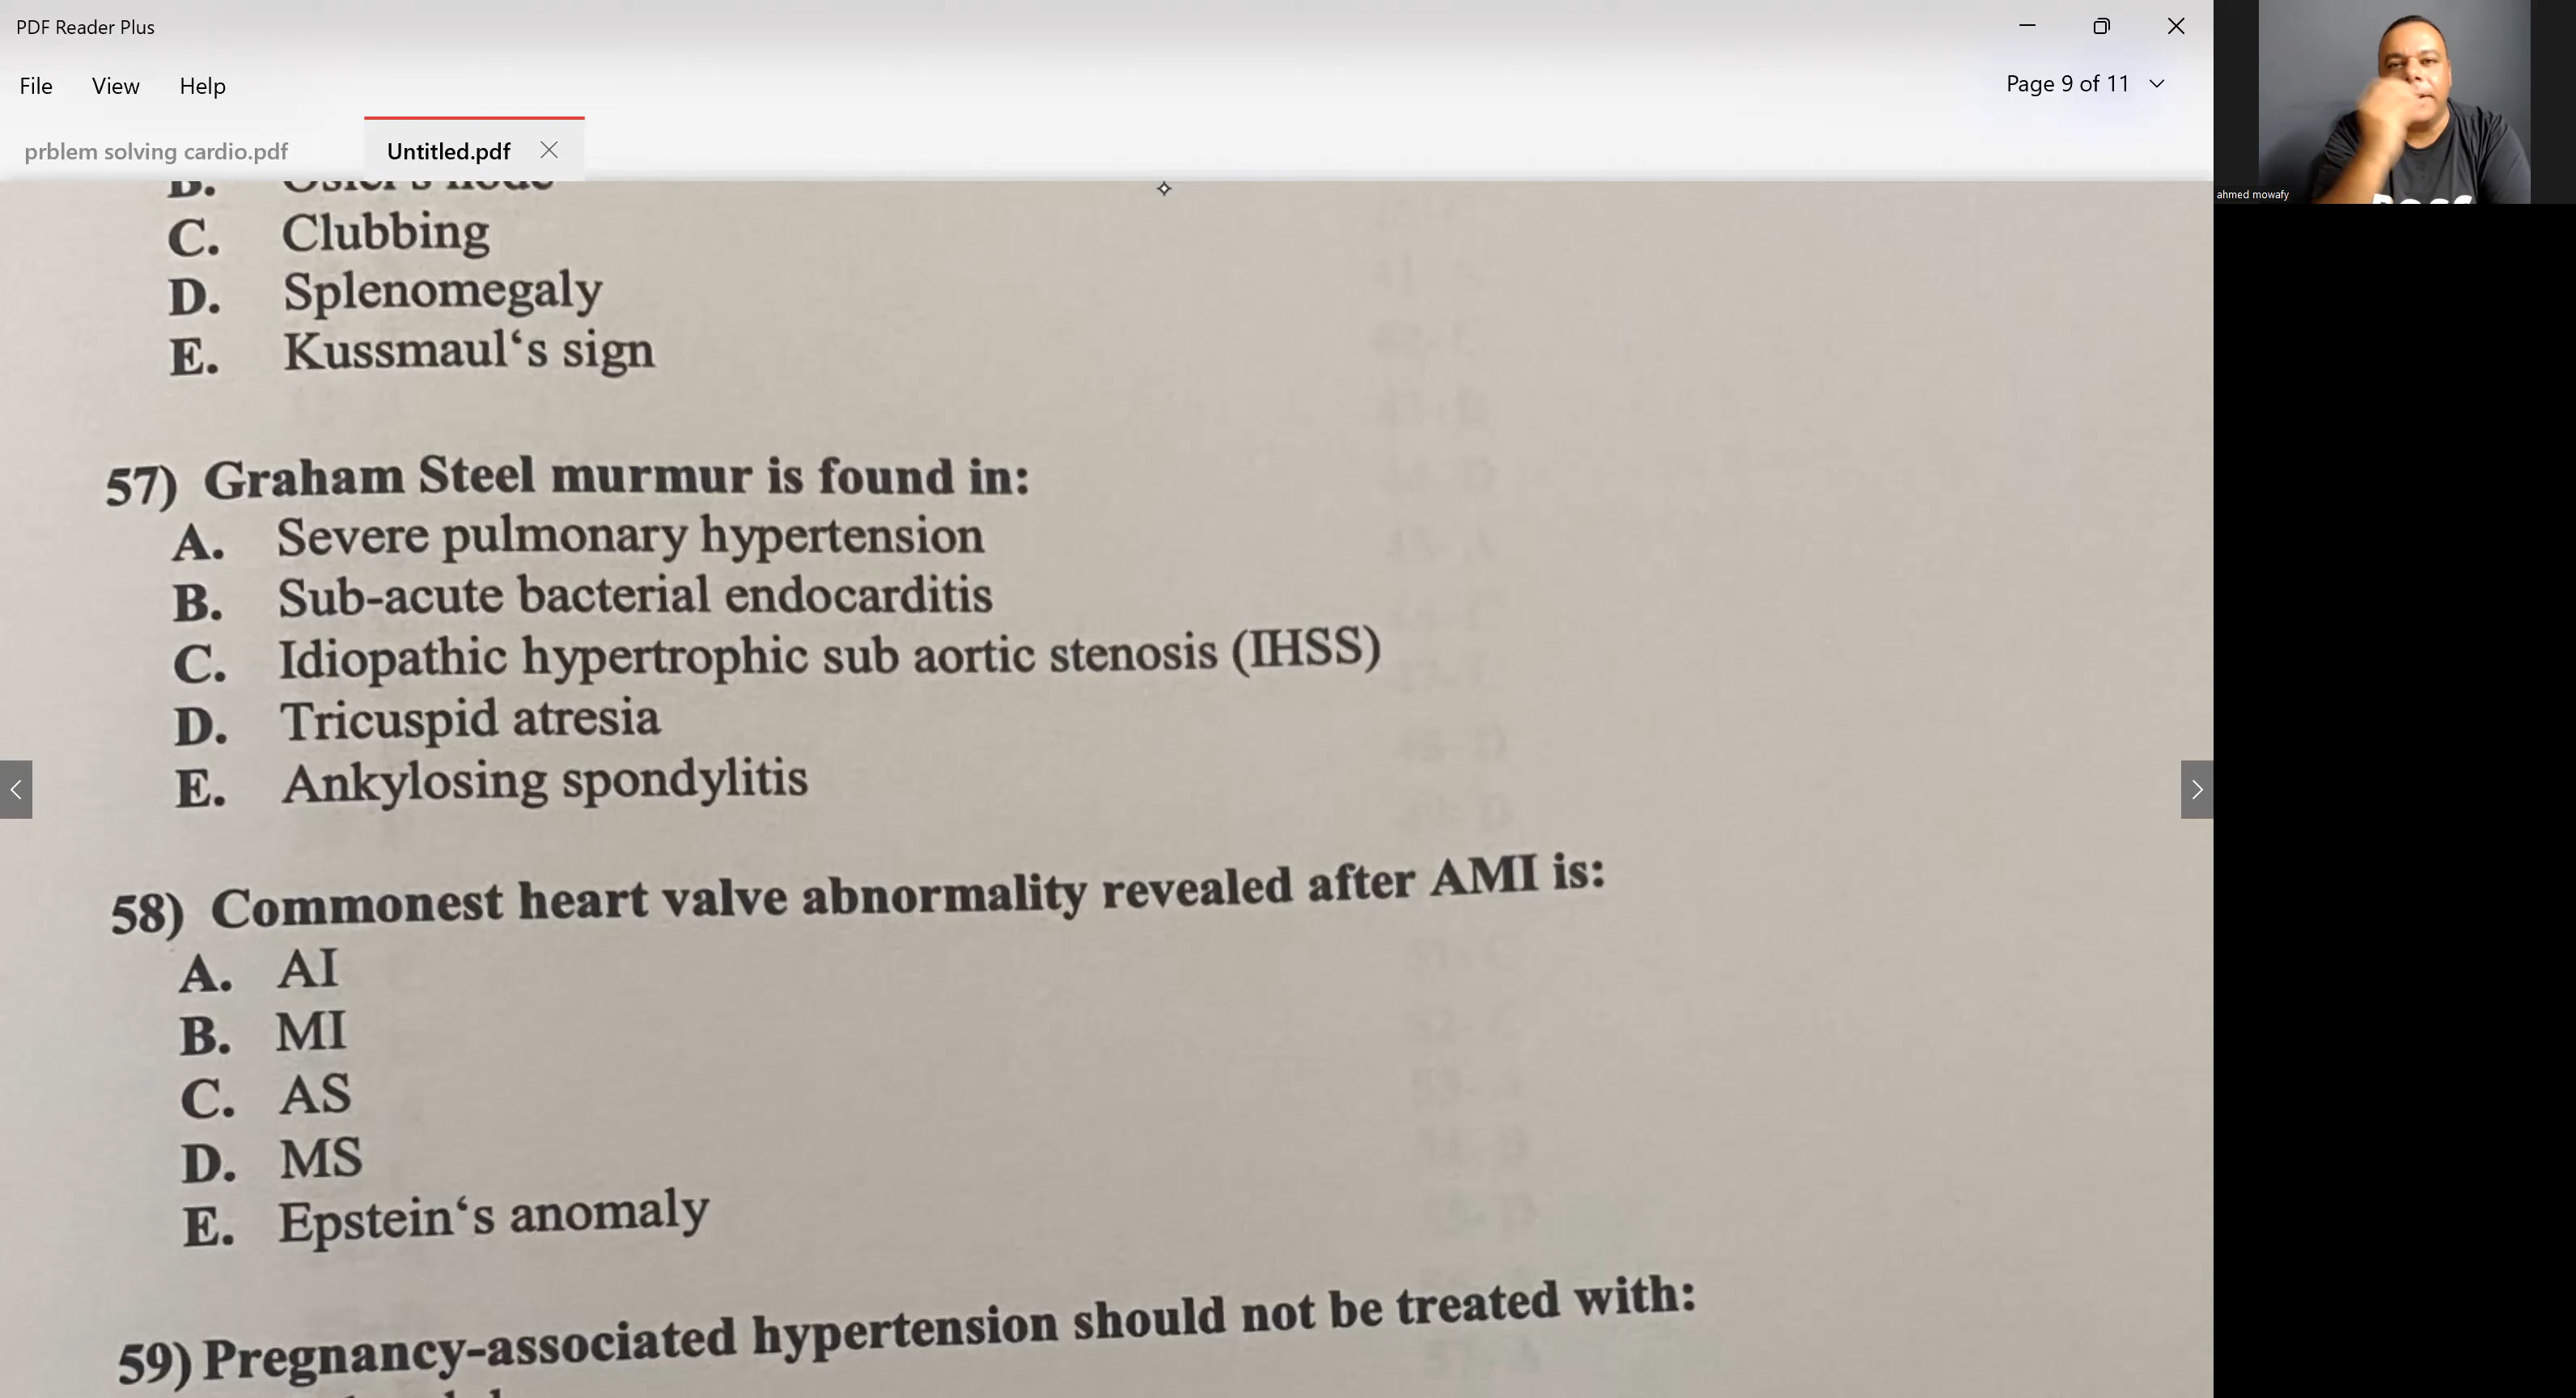 PDF Reader Plus
File View Help
Page 9 of 11
prblem solving cardio.pdf
Untitled.pdf
ahmed mowafy
B. Osler's node
C. Clubbing
D. Splenomegaly
E. Kussmaul‘s sign
57) Graham Steel murmur is found in:
A. Severe pulmonary hypertension
B. Sub-acute bacterial endocarditis
C. Idiopathic hypertrophic sub aortic stenosis (IHSS)
D. Tricuspid atresia
E. Ankylosing spondylitis
58) Commonest heart valve abnormality revealed after AMI is:
A. AI
B. MI
C. AS
D. MS
E. Epstein‘s anomaly
59) Pregnancy-associated hypertension should not be treated with: